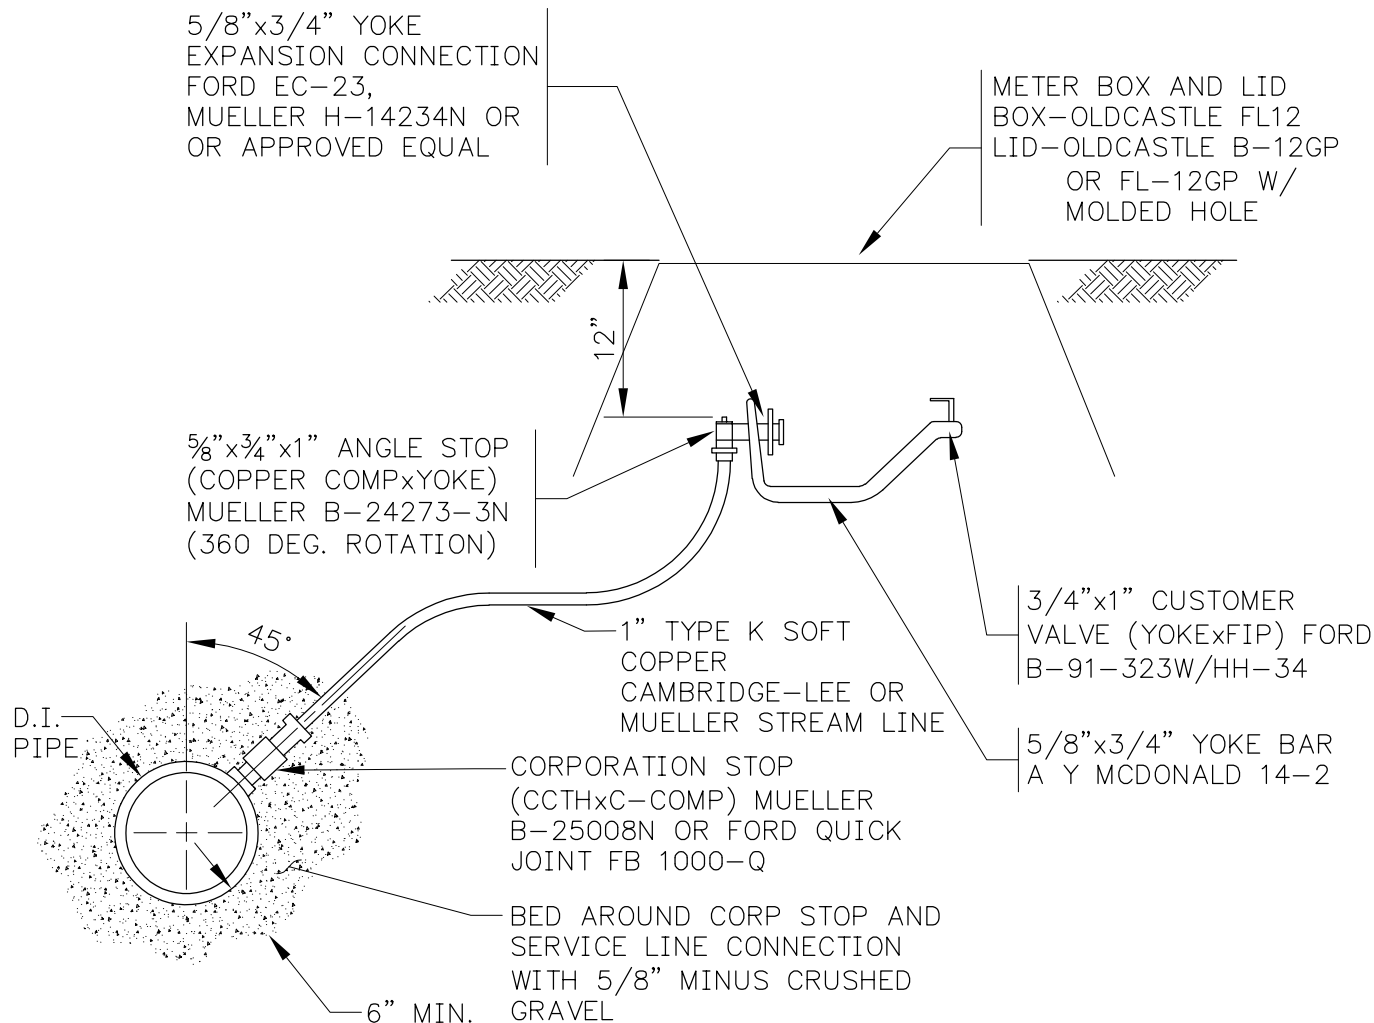 5/8”x3/4” YOKE
EXPANSION CONNECTION
FORD EC-23,
MUELLER H-14234N OR
OR APPROVED EQUAL
METER BOX AND LID
BOX-OLDCASTLE FL12
LID-OLDCASTLE B-12GP
OR FL-12GP W/
MOLDED HOLE
12”
5/8”x3/4”x1” ANGLE STOP
(COPPER COMPxYOKE)
MUELLER B-24273-3N
(360 DEG. ROTATION)
3/4”x1” CUSTOMER
VALVE (YOKExFIP) FORD
B-91-323W/HH-34
1” TYPE K SOFT
COPPER
CAMBRIDGE-LEE OR
MUELLER STREAM LINE
45°
D.I.
PIPE
5/8”x3/4” YOKE BAR
A Y MCDONALD 14-2
CORPORATION STOP
(CCTHxC-COMP) MUELLER
B-25008N OR FORD QUICK
JOINT FB 1000-Q
BED AROUND CORP STOP AND
SERVICE LINE CONNECTION
WITH 5/8” MINUS CRUSHED
GRAVEL
6” MIN.